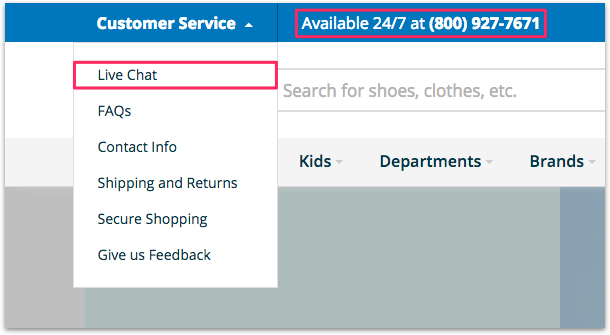 Customer Service
Available 24/7 at (800) 927-7671
Live Chat
Search for shoes, clothes, etc.
FAQs
Contact Info
Kids
Departments
Brands
Shipping and Returns
Secure Shopping
Give us Feedback